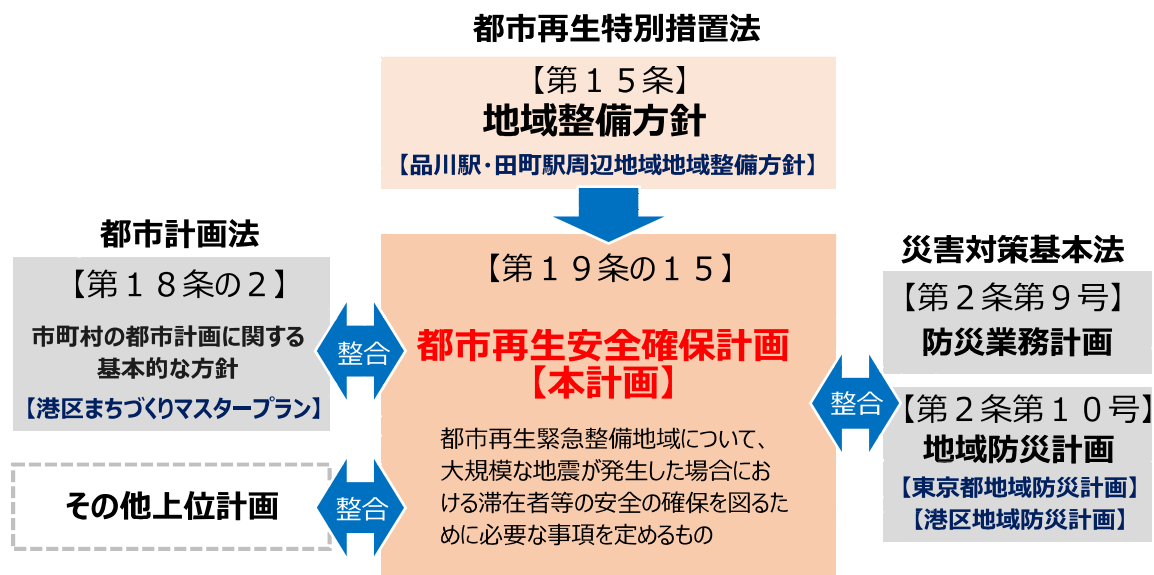 都市再生特別措置法
【第１５条】
地域整備方針
【品川駅・田町駅周辺地域地域整備方針】
都市計画法
【第１８条の２】
市町村の都市計画に関する
基本的な方針
【港区まちづくりマスタープラン】
整合
その他上位計画
整合
【第１９条の１５】
都市再生安全確保計画
【本計画】
都市再生緊急整備地域について、
大規模な地震が発生した場合にお
ける滞在者等の安全の確保を図るた
めに必要な事項を定めるもの
整合
災害対策基本法
【第２条第９号】
防災業務計画
【第２条第１０号】
地域防災計画
【東京都地域防災計画】
【港区地域防災計画】